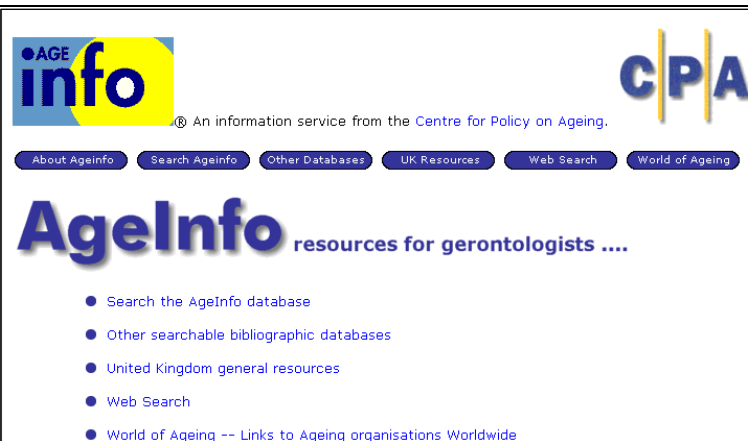 AGE
info
CPA
® An information service from the Centre for Policy on Ageing.
About Ageinfo Search Ageinfo Other Databases UK Resources Web Search World of Ageing
AgeInfo resources for gerontologists ....
Search the AgeInfo database
Other searchable bibliographic databases
United Kingdom general resources
Web Search
World of Ageing -- Links to Ageing organisations Worldwide